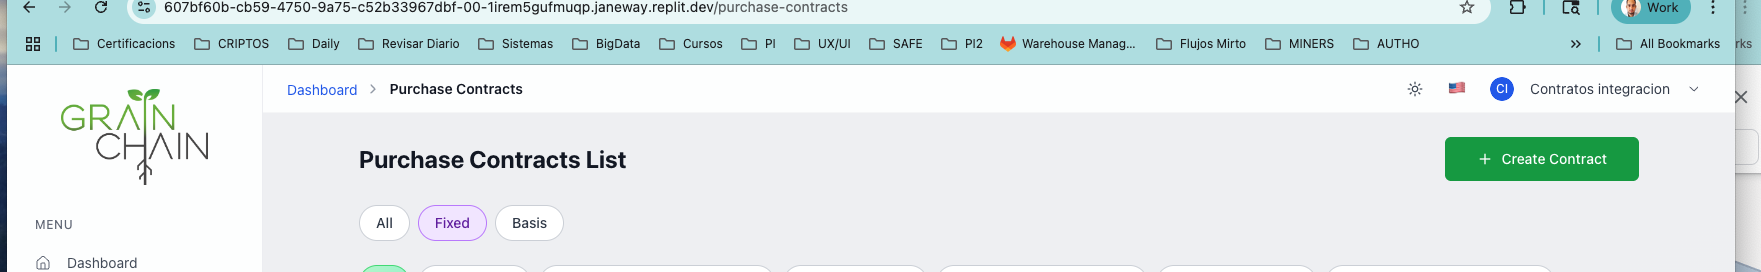 607bf60b-cb59-4750-9a75-c52b33967dbf-00-1irem5gufmuqp.janeway.replit.dev/purchase-contracts
Work
Certificacions CRIPTOS Daily Revisar Diario Sistemas BigData Cursos PI UX/UI SAFE PI2 Warehouse Manag... Flujos Mirto MINERS AUTHO » All Bookmarks rks
GRAIN CHAIN
Dashboard > Purchase Contracts
CI Contratos integracion
Purchase Contracts List
+ Create Contract
All Fixed Basis
MENU
Dashboard